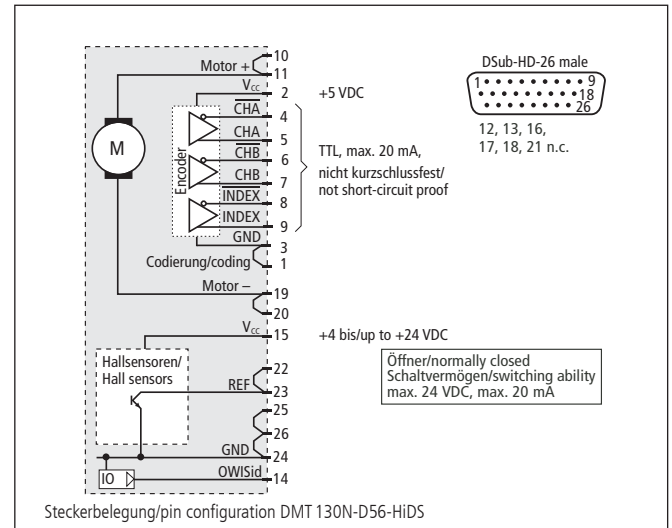 10
Motor +
11
Vcc
2
+5 VDC
CHA
4
CHA
5
CHB
6
CHB
7
INDEX
8
INDEX
9
TTL, max. 20 mA,
nicht kurzschlussfest/
not short-circuit proof
M
Encoder
GND
3
Codierung/coding
1
Motor –
19
20
Vcc
15
+4 bis/up to +24 VDC
Hallsensoren/
Hall sensors
22
REF
23
25
26
GND
24
IO
OWISid
14
Öffner/normally closed
Schaltvermögen/switching ability
max. 24 VDC, max. 20 mA
DSub-HD-26 male
1
9
18
26
12, 13, 16,
17, 18, 21 n.c.
Steckerbelegung/pin configuration DMT 130N-D56-HiDS